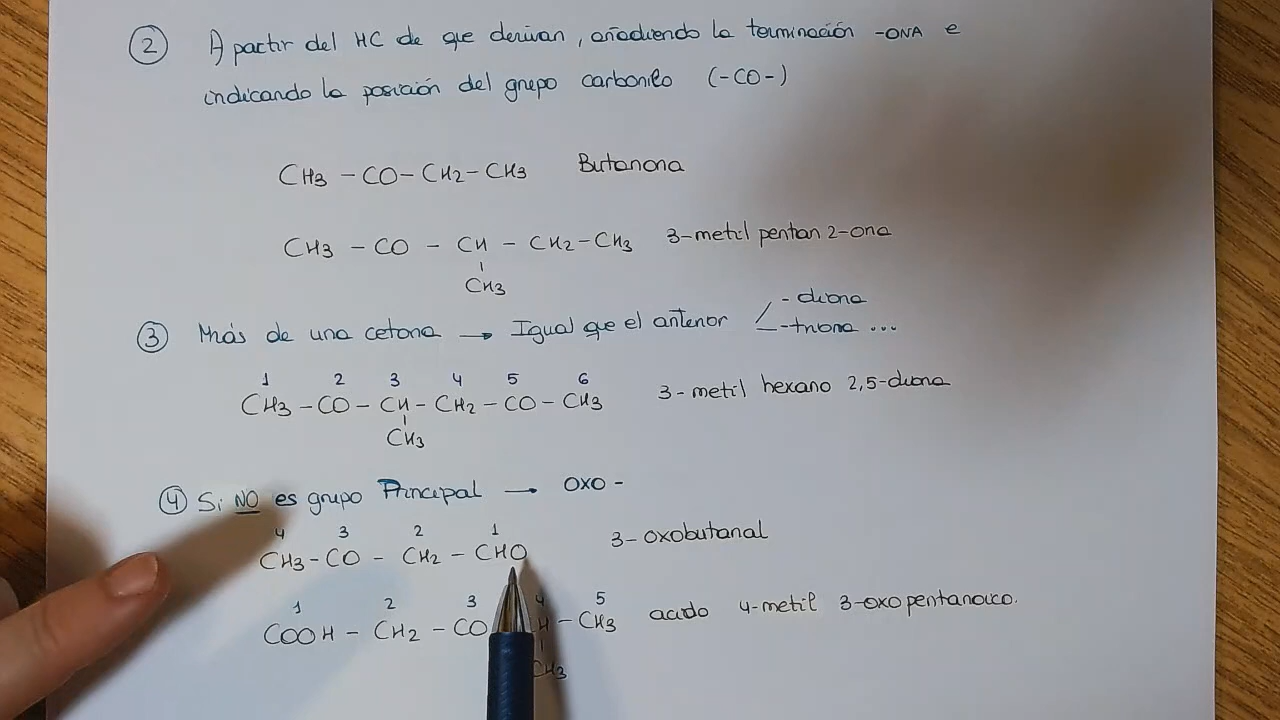 2 A partir del HC de que derivan, añadiendo la terminación -ONA e
indicando la posición del grupo carbonilo (-CO-)
CH3 - CO - CH2 - CH3 Butanona
CH3 - CO - CH - CH2 - CH3 3-metil pentan 2-ona
CH3
3 Más de una cetona → Igual que el anterior - diona
- triona ...
1 2 3 4 5 6
CH3 - CO - CH - CH2 - CO - CH3 3-metil hexano 2,5-diona
CH3
4 Si NO es grupo Principal → OXO -
4 3 2 1
CH3 - CO - CH2 - CHO 3-oxobutanal
1 2 3 4 5
COOH - CH2 - CO H - CH3 acido 4-metil 3-oxopentanoico.
CH3